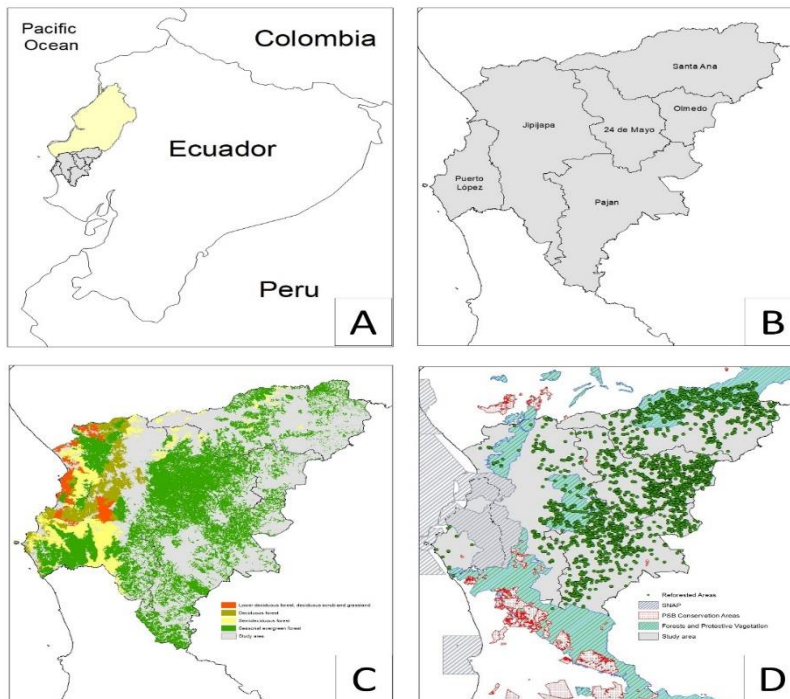 Pacific
Ocean
Colombia
Ecuador
Peru
A
Santa Ana
Olmedo
Jipijapa
24 de Mayo
Puerto
López
Pajan
B
Lower deciduous forest, deciduous scrub and grassland
Deciduous forest
Semideciduous forest
Seasonal evergreen forest
Study area
C
Reforested Areas
SNAP
PSB Conservation Areas
Forests and Protective Vegetation
Study area
D